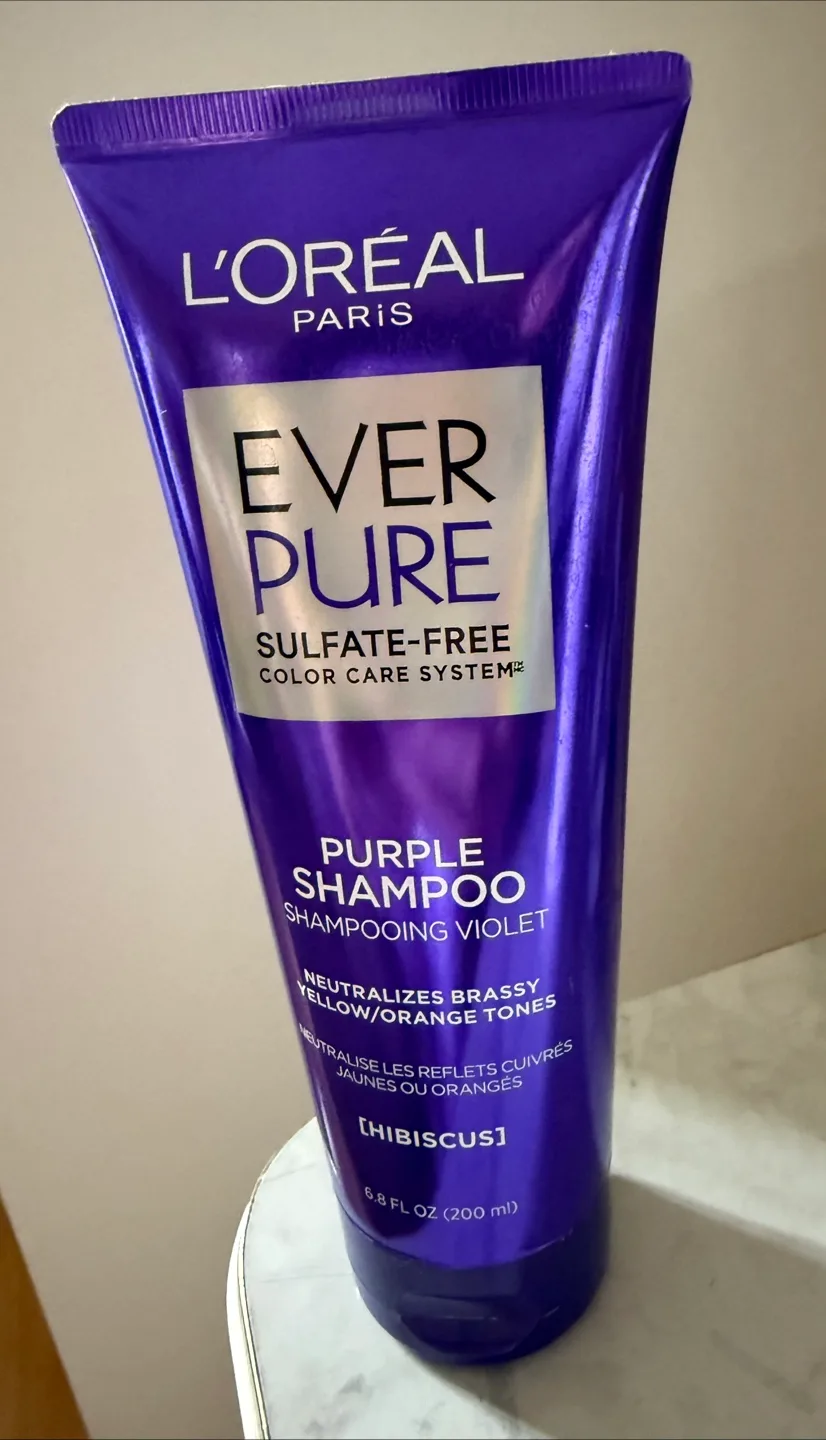 L'ORÉAL
PARiS
EVER
PURE
SULFATE-FREE
COLOR CARE SYSTEM™
PURPLE
SHAMPOO
SHAMPOOING VIOLET
NEUTRALIZES BRASSY
YELLOW/ORANGE TONES
NEUTRALISE LES REFLETS CUIVRÉS
JAUNES OU ORANGÉS
[HIBISCUS]
6.8 FL OZ (200 ml)